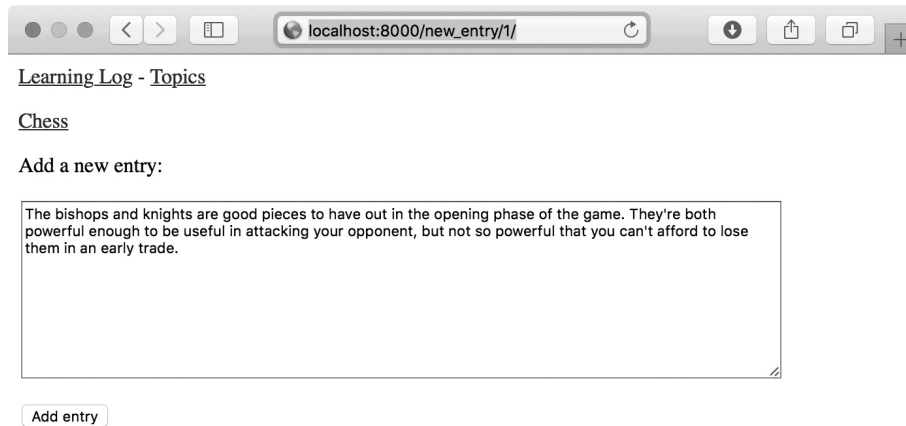 localhost:8000/new_entry/1/
Learning Log - Topics
Chess
Add a new entry:
The bishops and knights are good pieces to have out in the opening phase of the game. They're both
powerful enough to be useful in attacking your opponent, but not so powerful that you can't afford to lose
them in an early trade.
Add entry